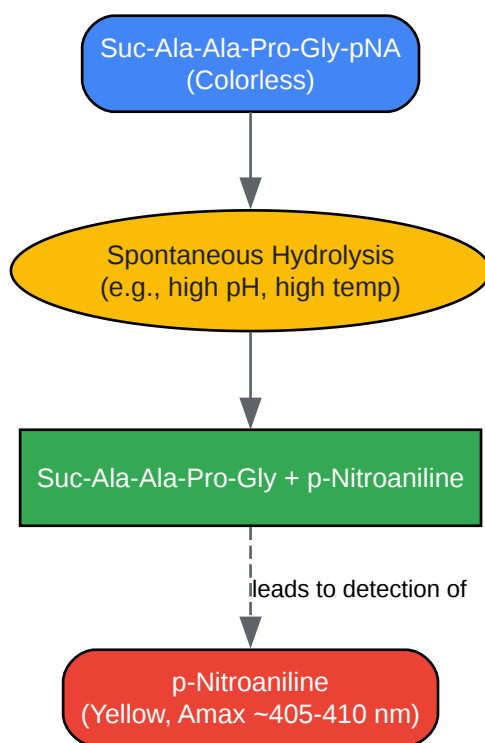 Suc-Ala-Ala-Pro-Gly-pNA
(Colorless)
Spontaneous Hydrolysis
(e.g., high pH, high temp)
Suc-Ala-Ala-Pro-Gly + p-Nitroaniline
leads to detection of
p-Nitroaniline
(Yellow, Amax ~405-410 nm)